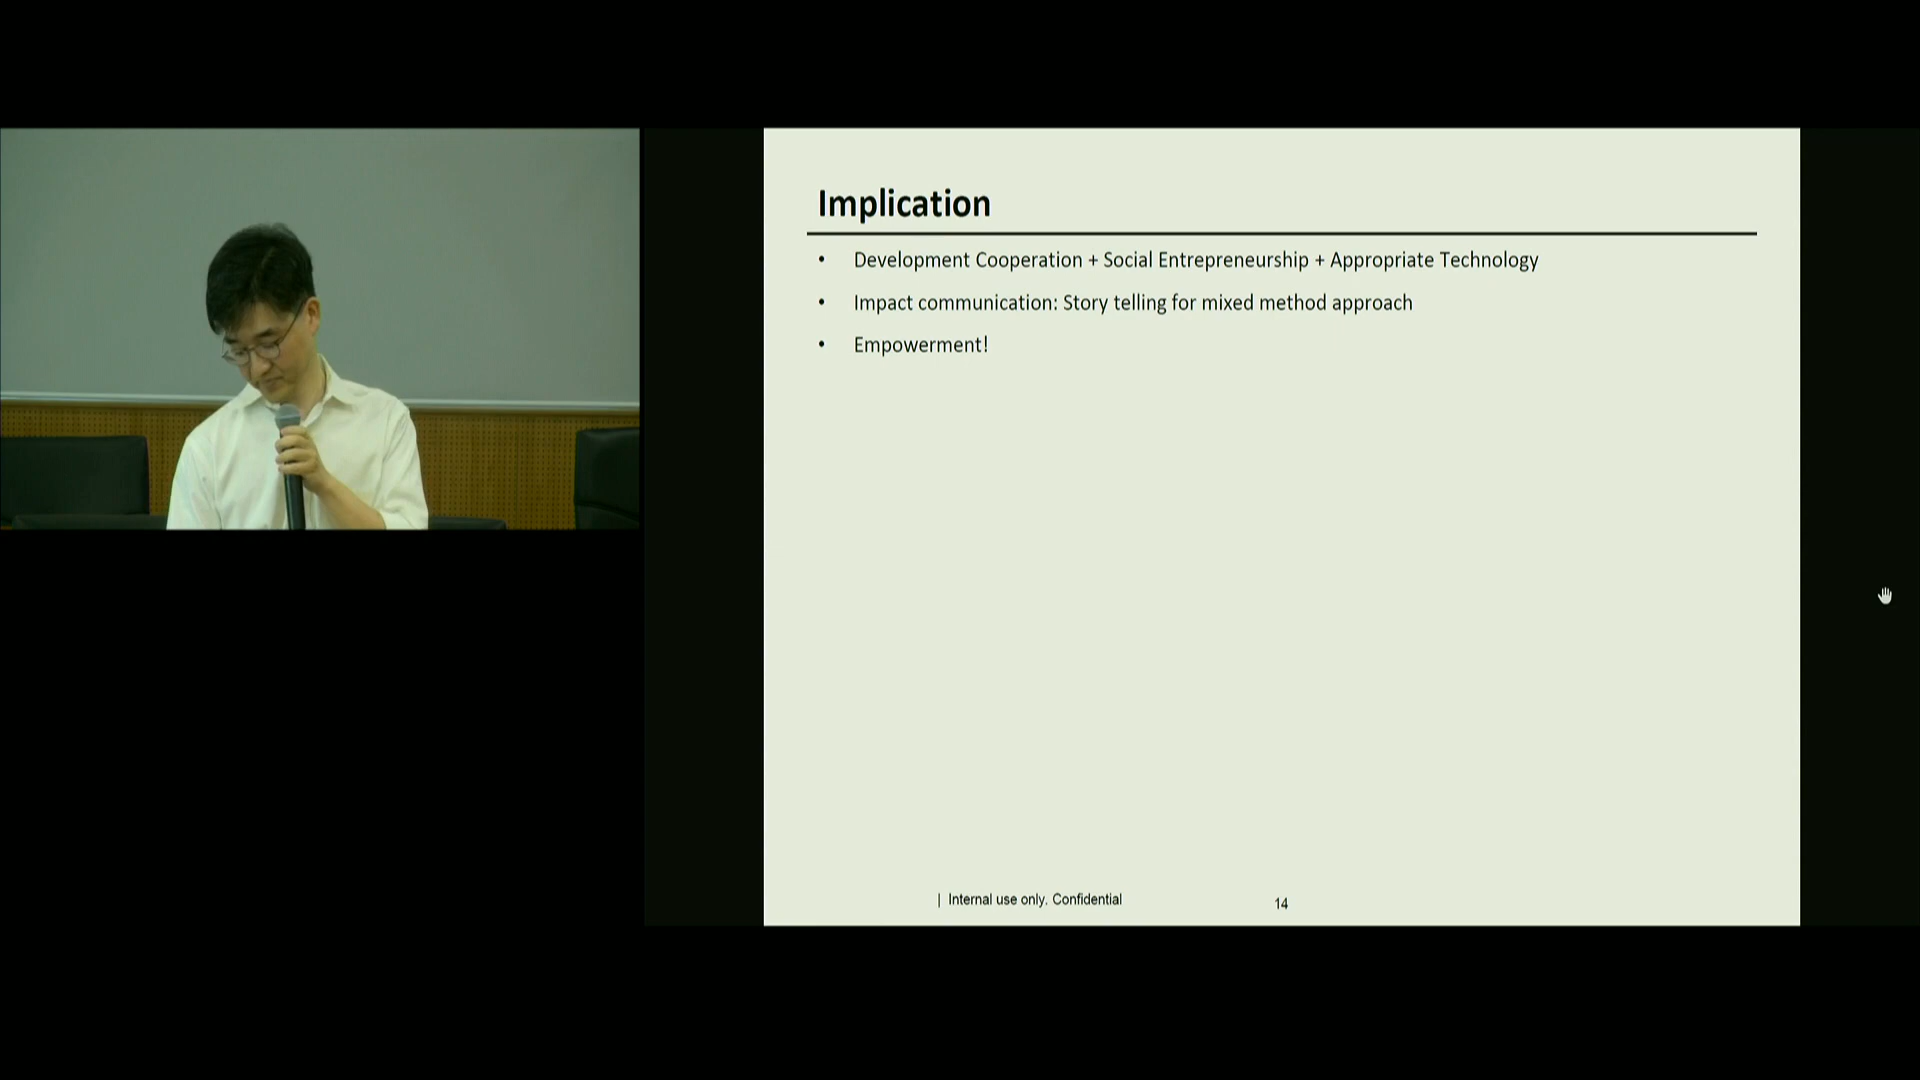 Implication
• Development Cooperation + Social Entrepreneurship + Appropriate Technology
• Impact communication: Story telling for mixed method approach
• Empowerment!
| Internal use only. Confidential
14